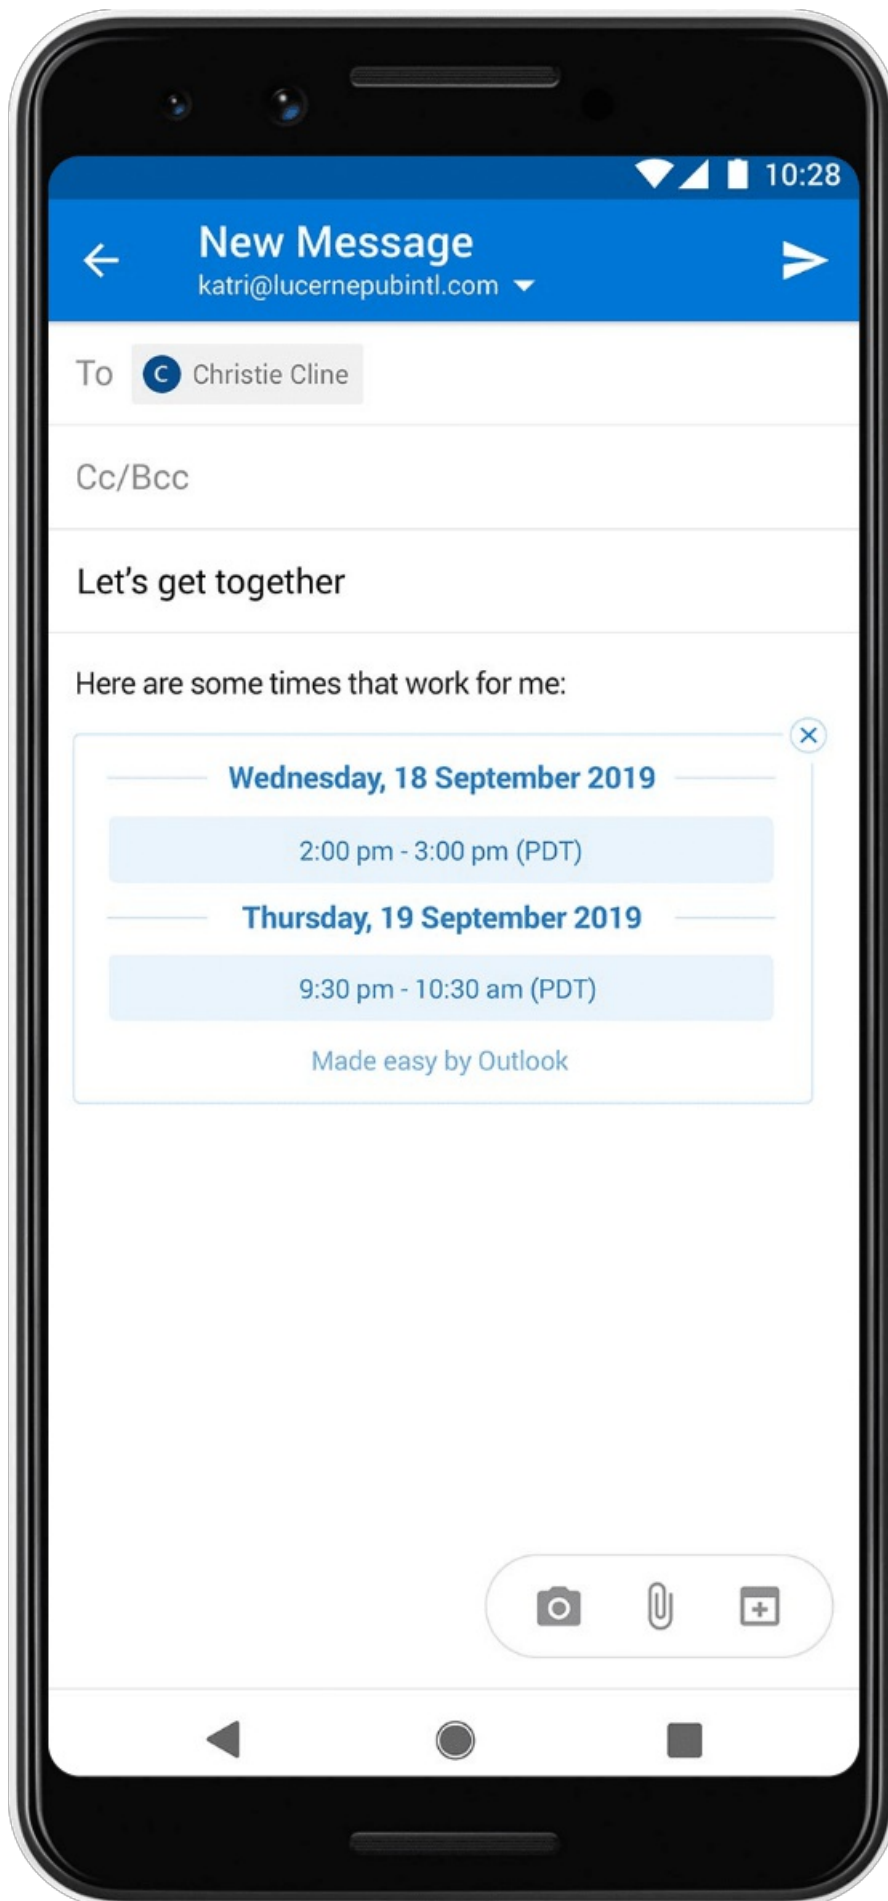 10:28
New Message
katri@lucernepubintl.com
To C Christie Cline
Cc/Bcc
Let's get together
Here are some times that work for me:
Wednesday, 18 September 2019
2:00 pm - 3:00 pm (PDT)
Thursday, 19 September 2019
9:30 pm - 10:30 am (PDT)
Made easy by Outlook